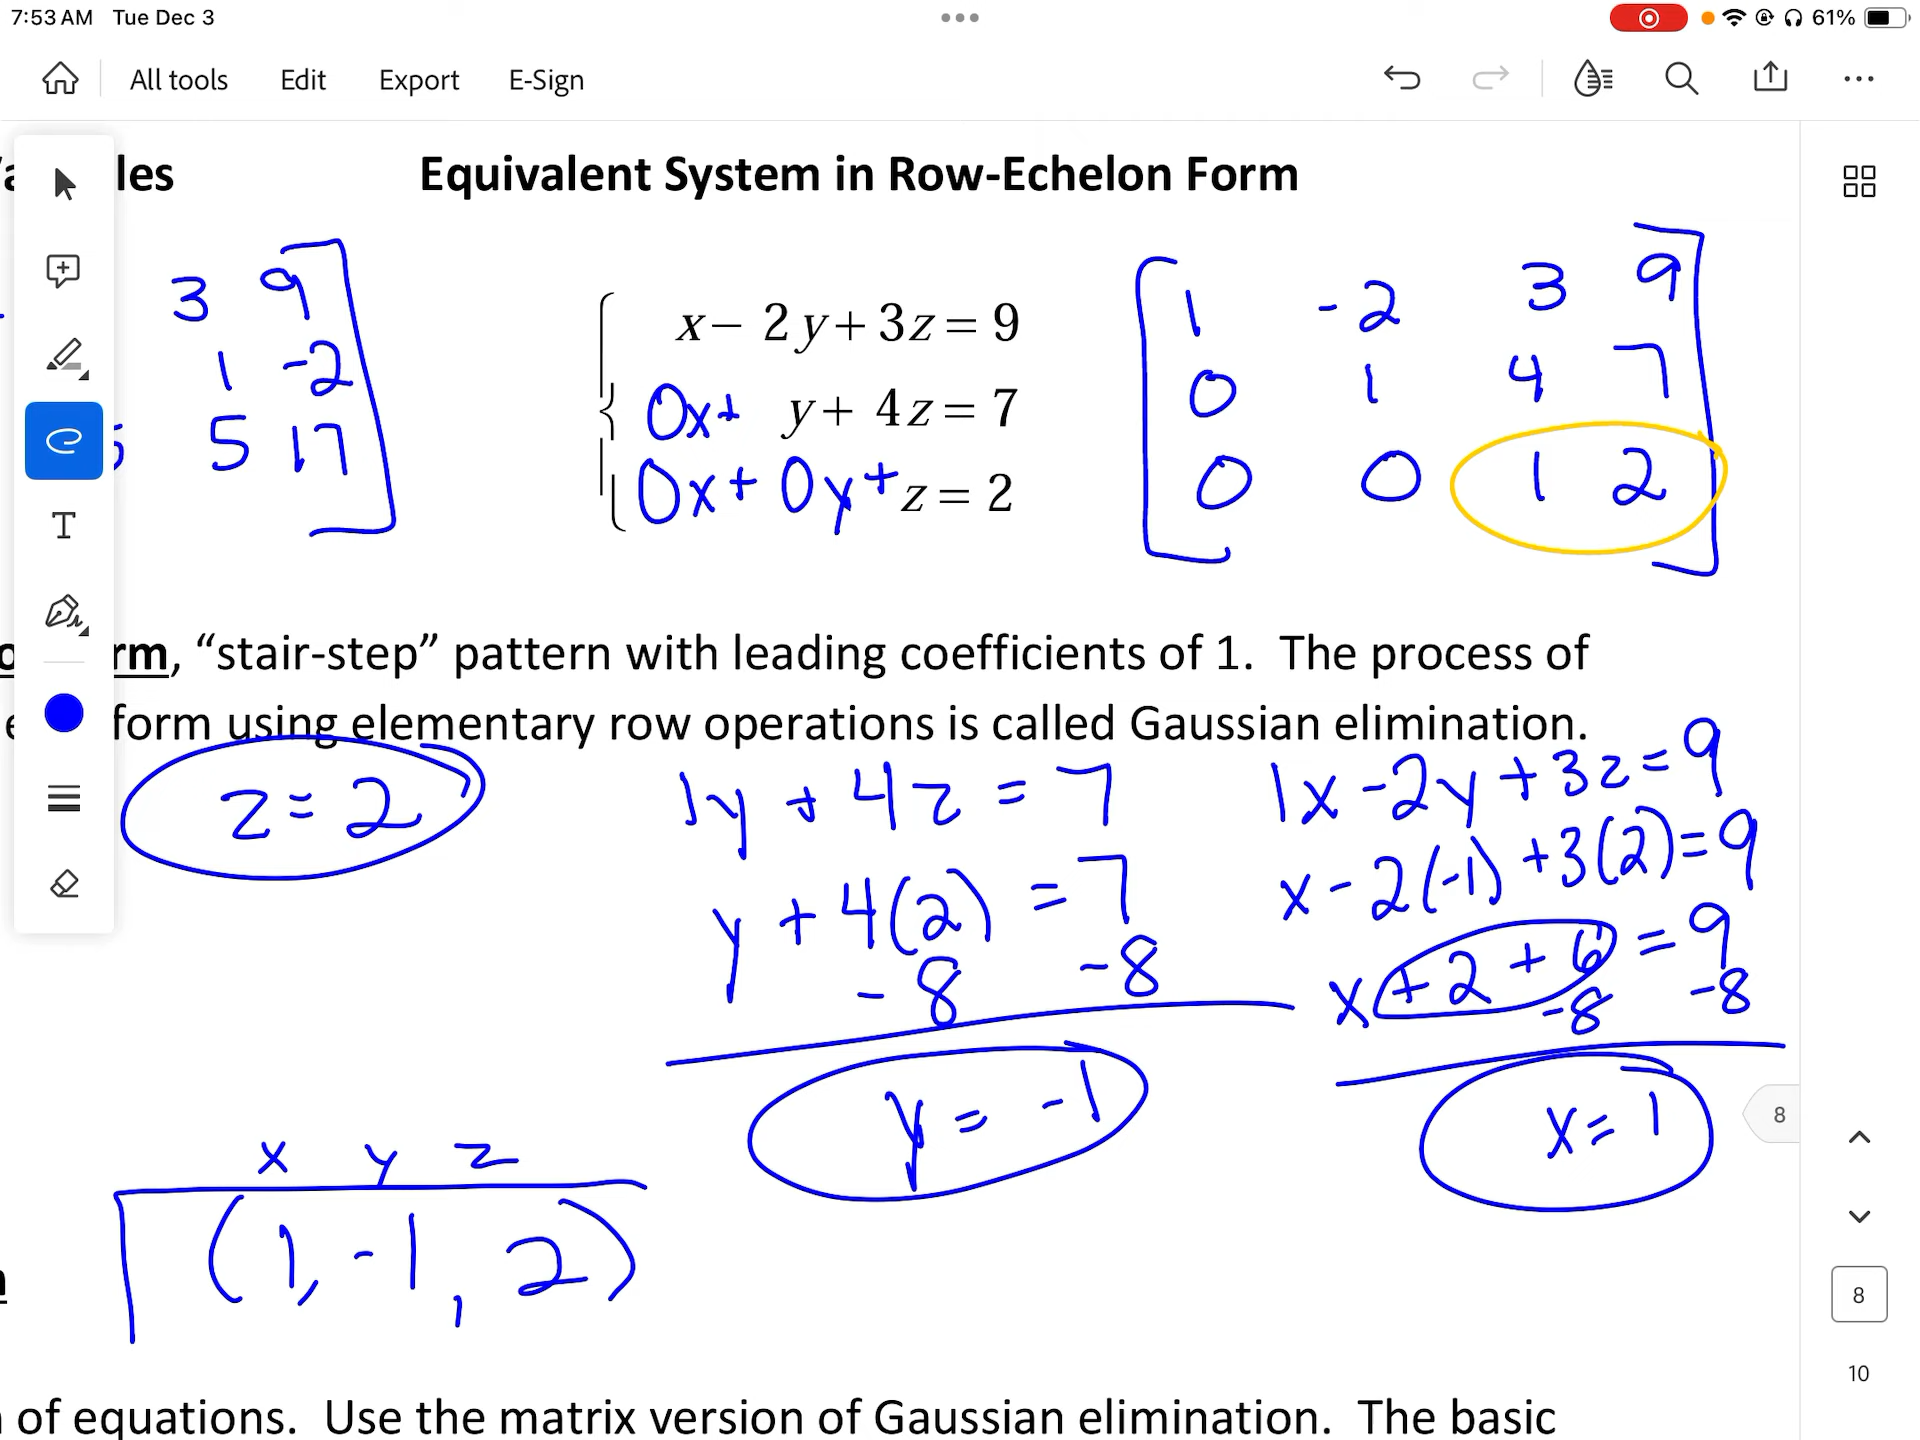 7:53 AM Tue Dec 3
61%
All tools Edit Export E-Sign
les Equivalent System in Row-Echelon Form
3 9
1 -2
5 17
x − 2y + 3z = 9
0x + y + 4z = 7
0x + 0y + z = 2
1 -2 3 9
0 1 4 7
0 0 1 2
rm, “stair-step” pattern with leading coefficients of 1. The process of
form using elementary row operations is called Gaussian elimination.
z = 2
1y + 4z = 7
y + 4(2) = 7
-8 -8
y = -1
1x - 2y + 3z = 9
x - 2(-1) + 3(2) = 9
x + 2 + 6 = 9
-8 -8
x = 1
x y z
(1, -1, 2)
8
8
10
of equations. Use the matrix version of Gaussian elimination. The basic